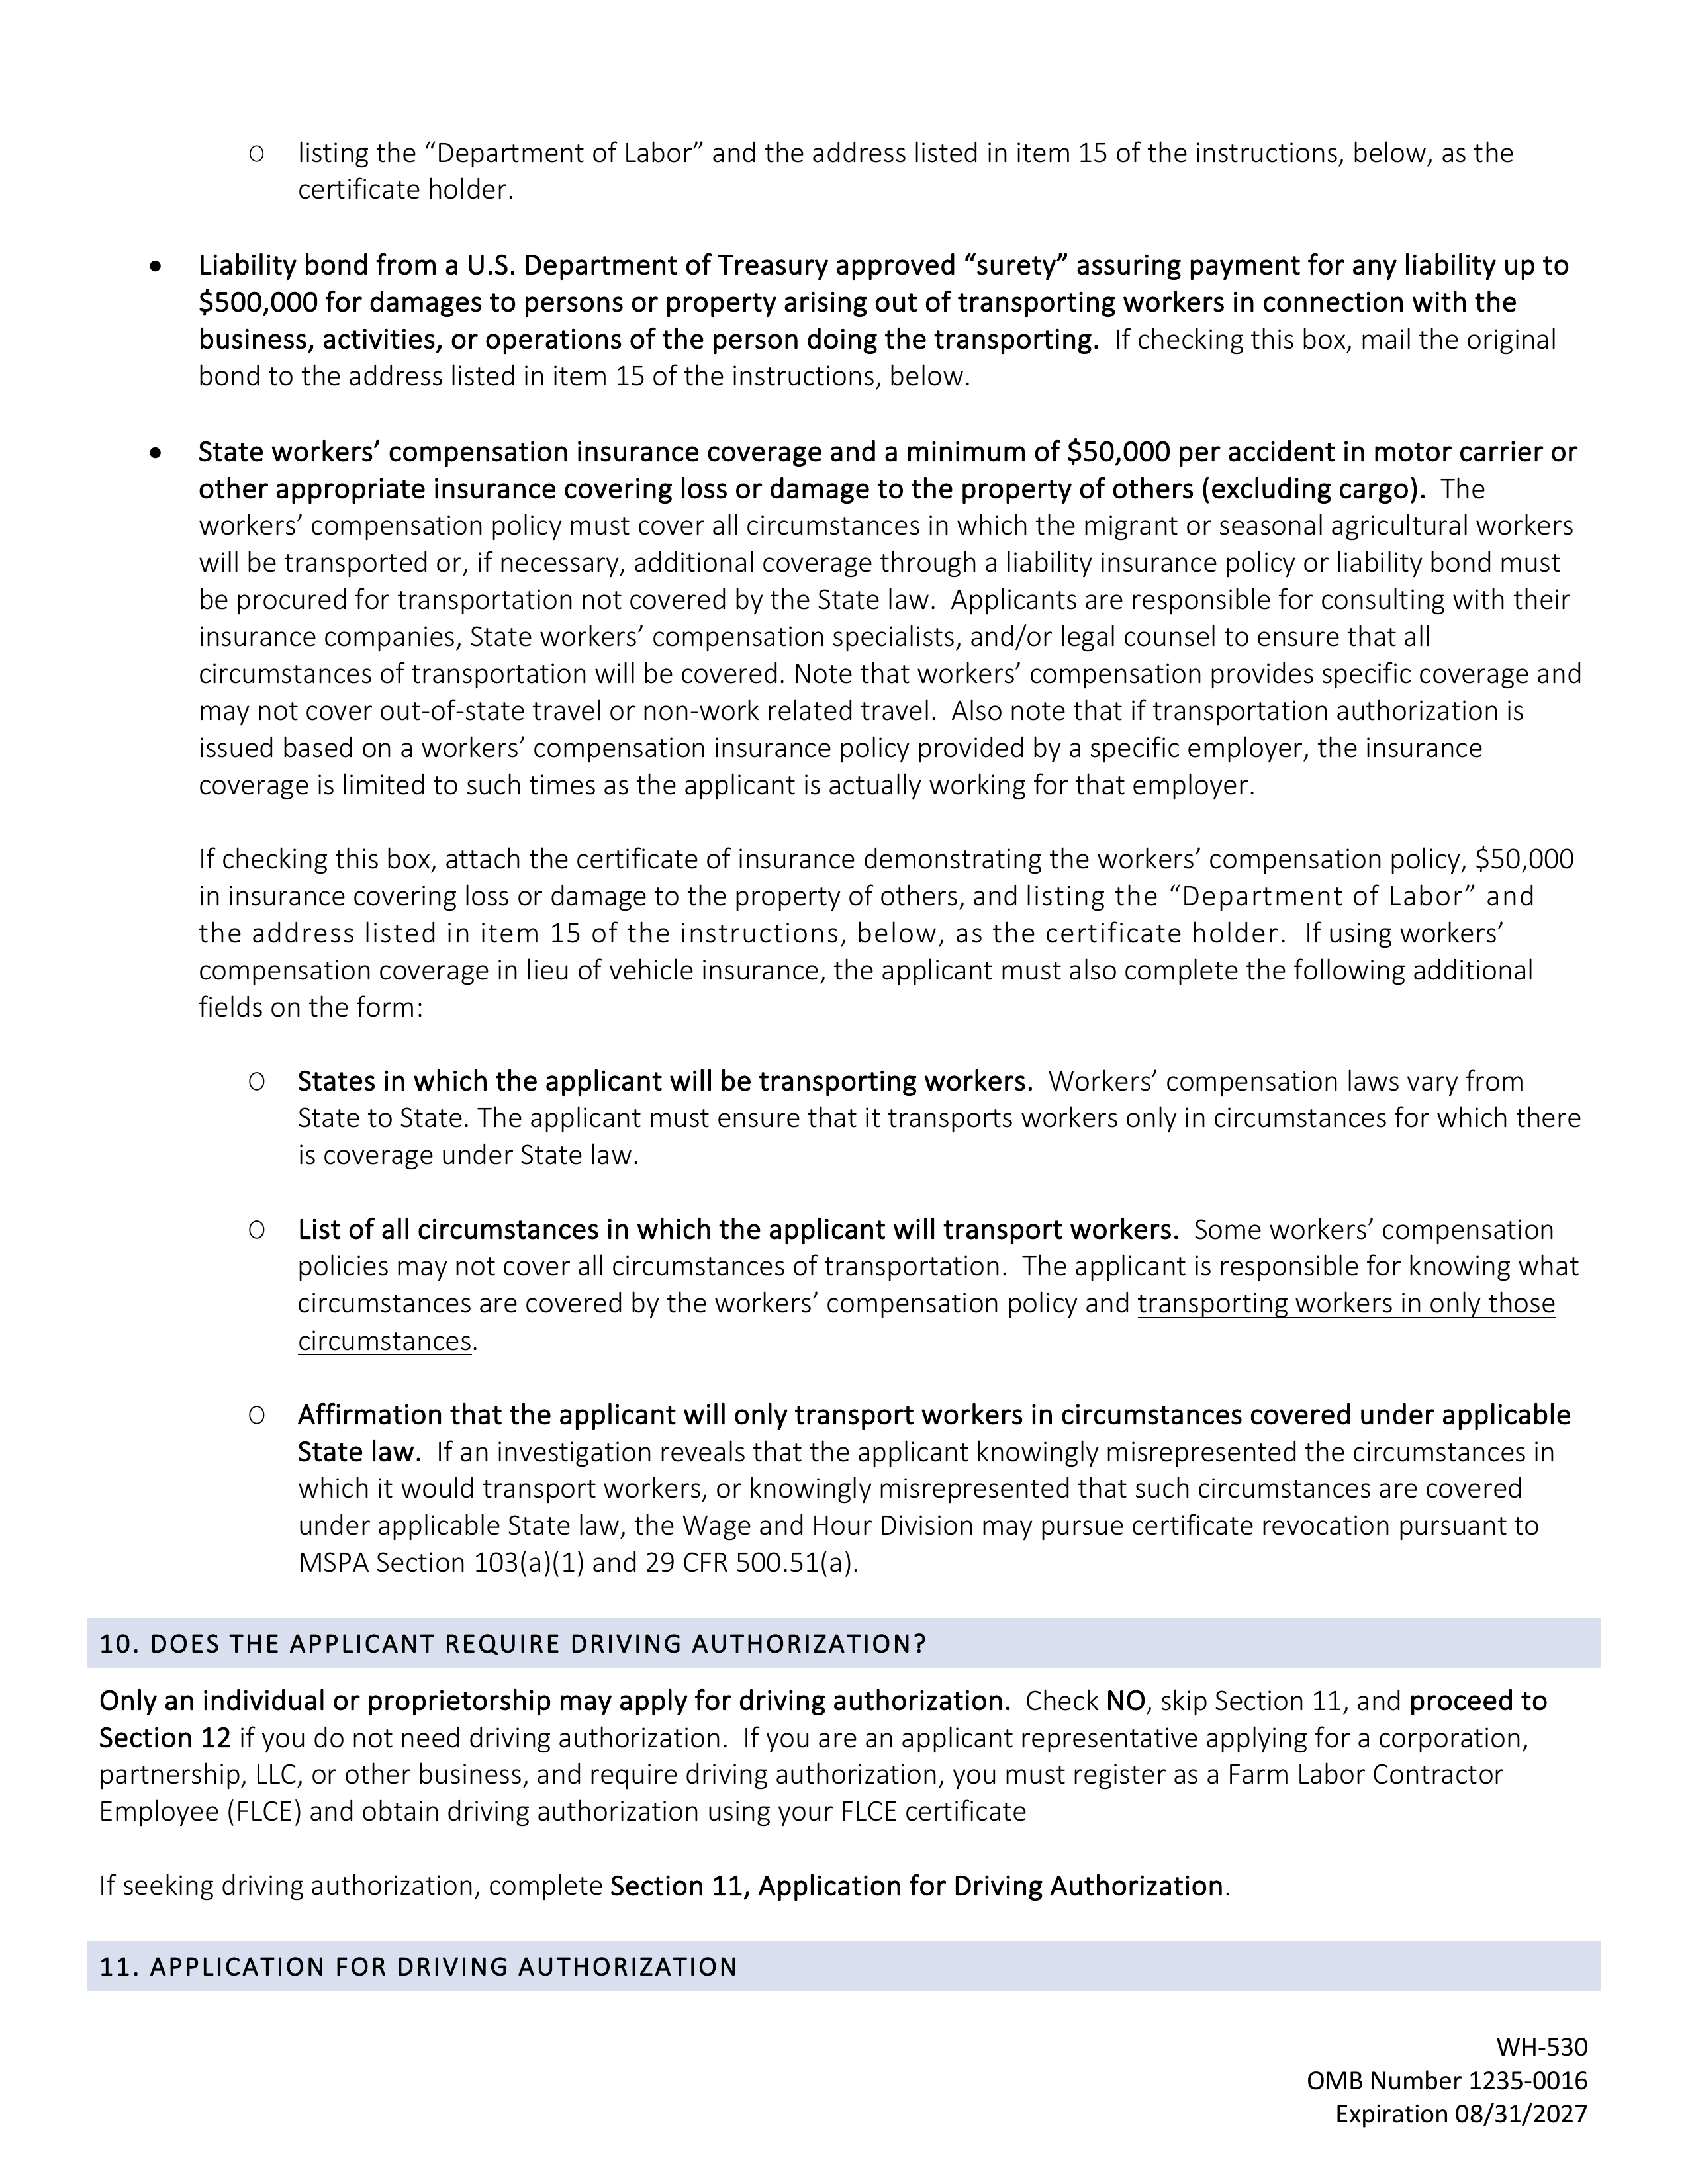 O listing the “Department of Labor” and the address listed in item 15 of the instructions, below, as the
certificate holder.
• Liability bond from a U.S. Department of Treasury approved “surety” assuring payment for any liability up to
$500,000 for damages to persons or property arising out of transporting workers in connection with the
business, activities, or operations of the person doing the transporting. If checking this box, mail the original
bond to the address listed in item 15 of the instructions, below.
• State workers’ compensation insurance coverage and a minimum of $50,000 per accident in motor carrier or
other appropriate insurance covering loss or damage to the property of others (excluding cargo). The
workers’ compensation policy must cover all circumstances in which the migrant or seasonal agricultural workers
will be transported or, if necessary, additional coverage through a liability insurance policy or liability bond must
be procured for transportation not covered by the State law. Applicants are responsible for consulting with their
insurance companies, State workers’ compensation specialists, and/or legal counsel to ensure that all
circumstances of transportation will be covered. Note that workers’ compensation provides specific coverage and
may not cover out-of-state travel or non-work related travel. Also note that if transportation authorization is
issued based on a workers’ compensation insurance policy provided by a specific employer, the insurance
coverage is limited to such times as the applicant is actually working for that employer.
If checking this box, attach the certificate of insurance demonstrating the workers’ compensation policy, $50,000
in insurance covering loss or damage to the property of others, and listing the “Department of Labor” and
the address listed in item 15 of the instructions, below, as the certificate holder. If using workers’
compensation coverage in lieu of vehicle insurance, the applicant must also complete the following additional
fields on the form:
O States in which the applicant will be transporting workers. Workers’ compensation laws vary from
State to State. The applicant must ensure that it transports workers only in circumstances for which there
is coverage under State law.
O List of all circumstances in which the applicant will transport workers. Some workers’ compensation
policies may not cover all circumstances of transportation. The applicant is responsible for knowing what
circumstances are covered by the workers’ compensation policy and transporting workers in only those
circumstances.
O Affirmation that the applicant will only transport workers in circumstances covered under applicable
State law. If an investigation reveals that the applicant knowingly misrepresented the circumstances in
which it would transport workers, or knowingly misrepresented that such circumstances are covered
under applicable State law, the Wage and Hour Division may pursue certificate revocation pursuant to
MSPA Section 103(a)(1) and 29 CFR 500.51(a).
10. DOES THE APPLICANT REQUIRE DRIVING AUTHORIZATION?
Only an individual or proprietorship may apply for driving authorization. Check NO, skip Section 11, and proceed to
Section 12 if you do not need driving authorization. If you are an applicant representative applying for a corporation,
partnership, LLC, or other business, and require driving authorization, you must register as a Farm Labor Contractor
Employee (FLCE) and obtain driving authorization using your FLCE certificate
If seeking driving authorization, complete Section 11, Application for Driving Authorization.
11. APPLICATION FOR DRIVING AUTHORIZATION
WH-530
OMB Number 1235-0016
Expiration 08/31/2027